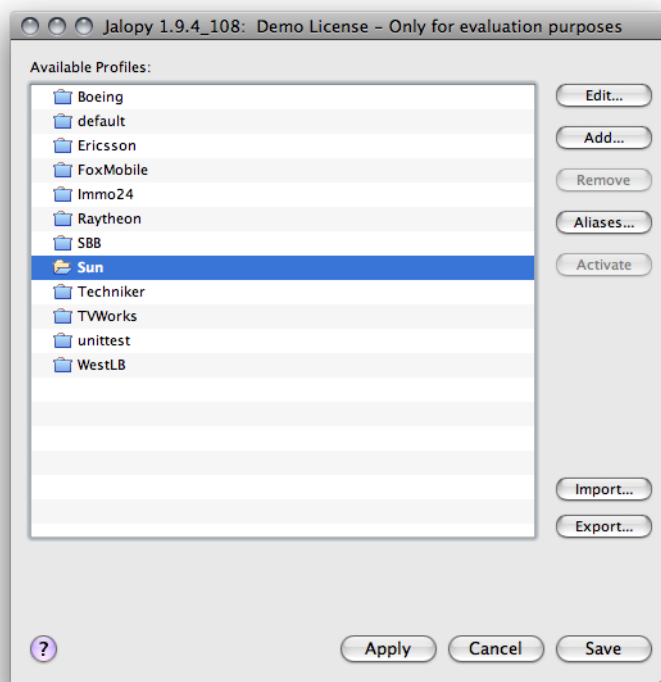 Jalopy 1.9.4_108: Demo License – Only for evaluation purposes
Available Profiles:
Boeing
default
Ericsson
FoxMobile
Immo24
Raytheon
SBB
Sun
Techniker
TVWorks
unittest
WestLB
Edit...
Add...
Remove
Aliases...
Activate
Import...
Export...
?
Apply
Cancel
Save